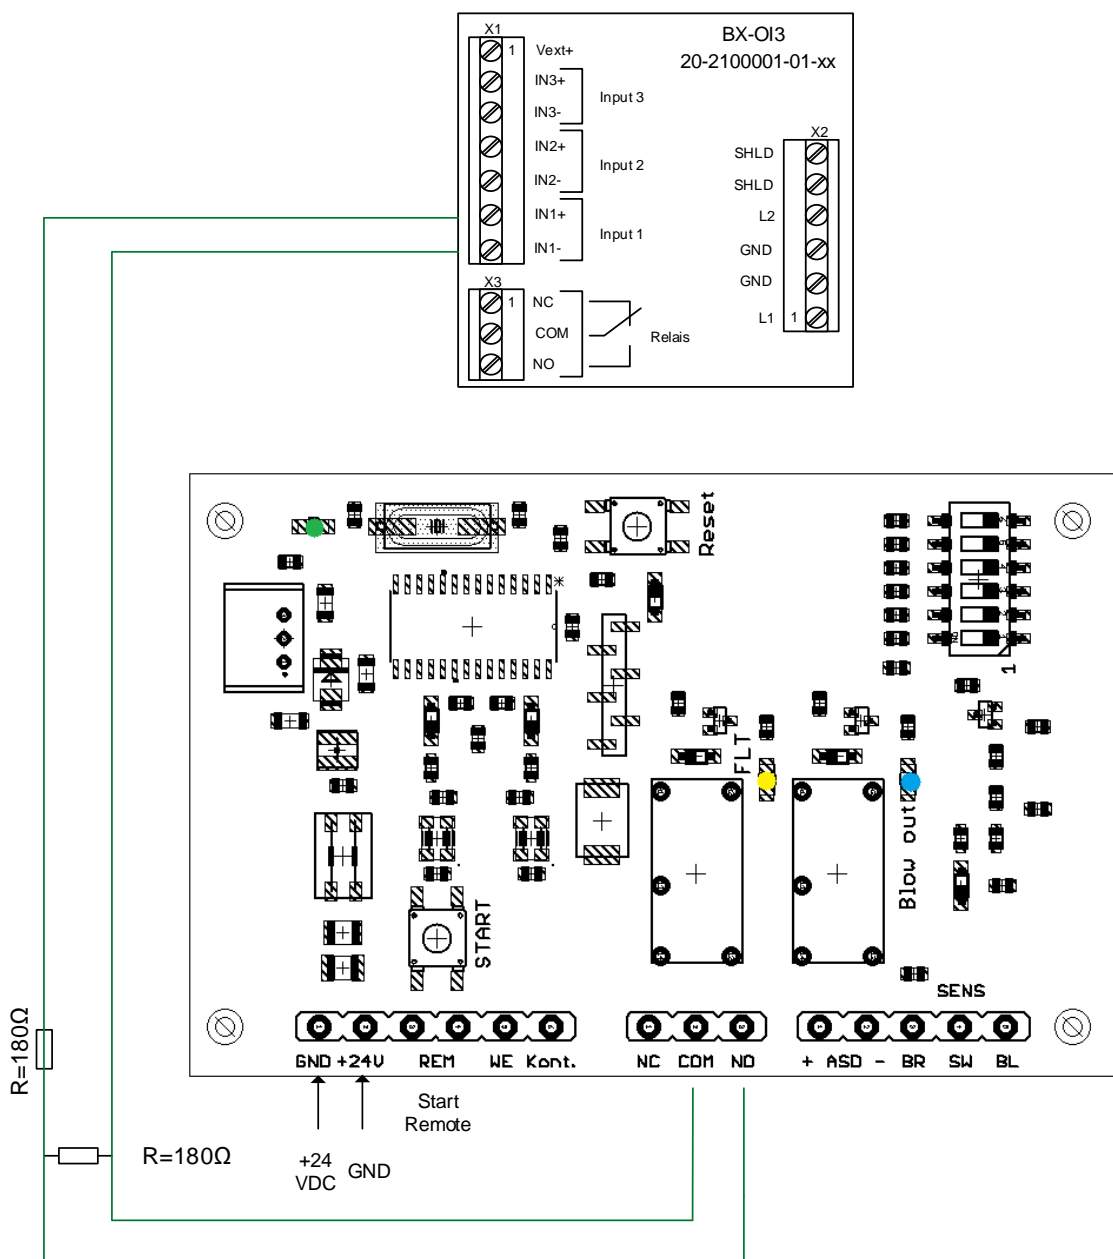 BX-OI3
20-2100001-01-xx
X1
1
Vext+
IN3+
Input 3
IN3-
IN2+
Input 2
IN2-
IN1+
Input 1
IN1-
X2
SHLD
SHLD
L2
GND
GND
L1 1
X3
1
NC
COM
Relais
NO
Reset
1
FLT
Blow out
START
SENS
GND +24V REM WE Kont.
NC COM NO
+ ASD - BR SW BL
Start
Remote
+24
VDC
GND
R=180Ω
R=180Ω